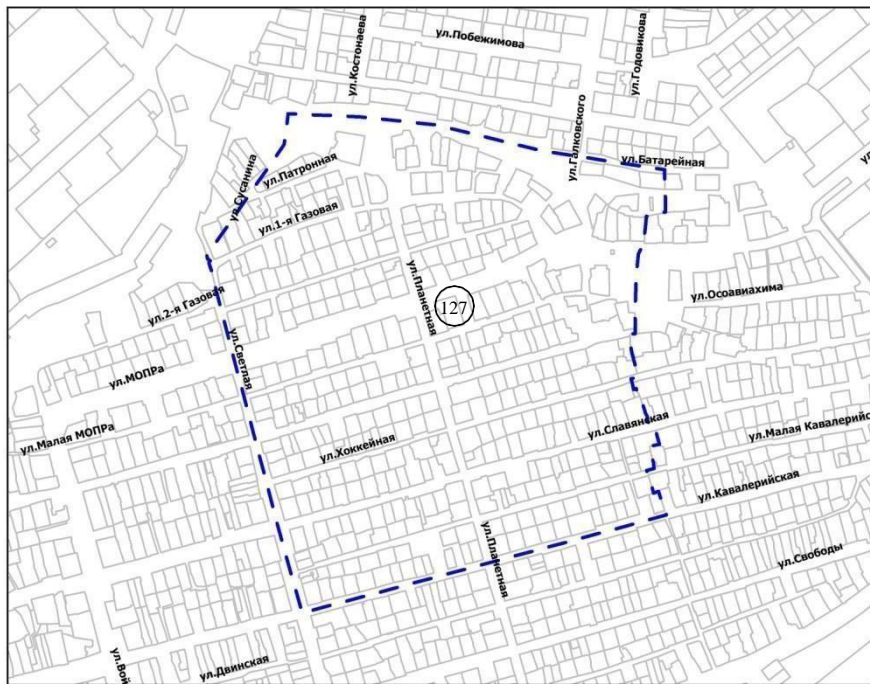 ул.Побежимова
ул.Костонаева
ул.Годовикова
ул.Галковского
ул.Батарейная
ул.Сусанина
ул.Патронная
ул.1-я Газовая
ул.Планетная
ул.Осоавиахима
ул.2-я Газовая
127
ул.Светлая
ул.МОПРа
ул.Славянская
ул.Малая МОПРа
ул.Малая Кавалерийс
ул.Хоккейная
ул.Кавалерийская
ул.Планетная
ул.Свободы
ул.Двинская
ул.Вой